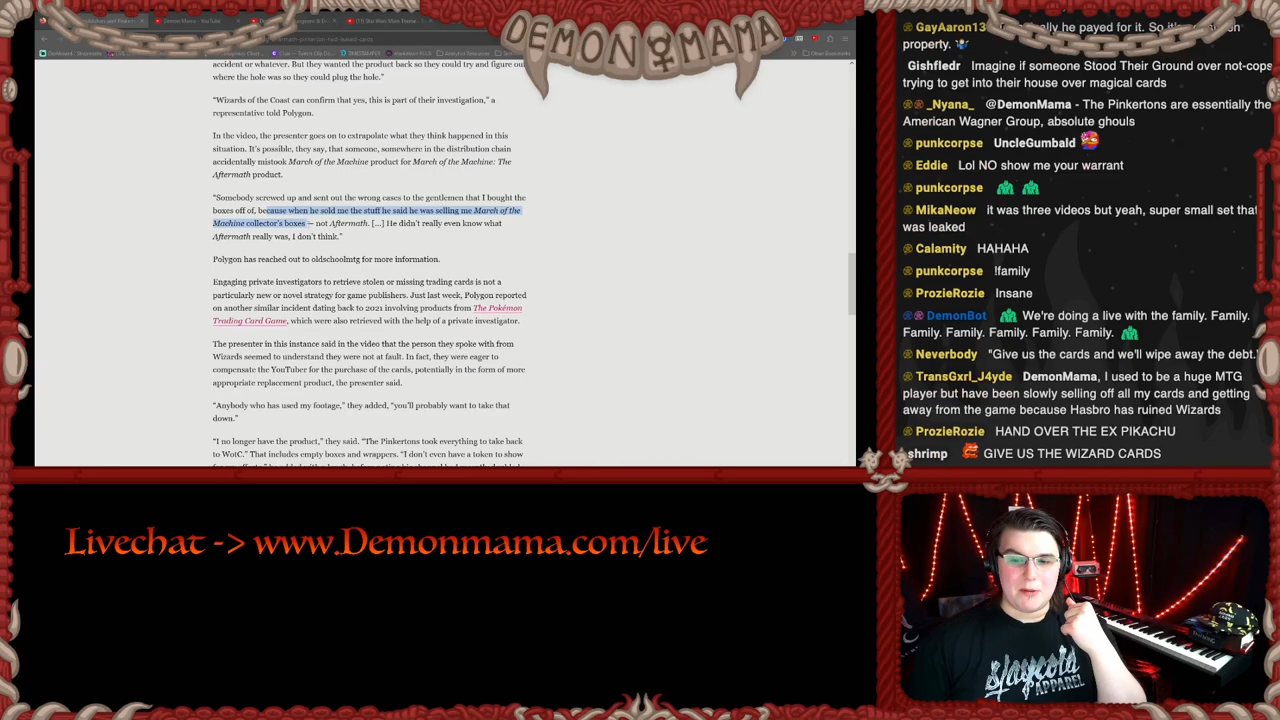 DEMON MAMA
Demon Mama - YouTube
accident or whatever. But they wanted the product back so they could try and figure out
where the hole was so they could plug the hole."
"Wizards of the Coast can confirm that yes, this is part of their investigation," a
representative told Polygon.
In the video, the presenter goes on to extrapolate what they think happened in this
situation. It's possible, they say, that someone, somewhere in the distribution chain
accidentally mistook March of the Machine product for March of the Machine: The
Aftermath product.
"Somebody screwed up and sent out the wrong cases to the gentlemen that I bought the
boxes off of, because when he sold me the stuff he said he was selling me March of the
Machine collector's boxes — not Aftermath. [...] He didn't really even know what
Aftermath really was, I don't think."
Polygon has reached out to oldschoolmtg for more information.
Engaging private investigators to retrieve stolen or missing trading cards is not a
particularly new or novel strategy for game publishers. Just last week, Polygon reported
on another similar incident dating back to 2021 involving products from The Pokémon
Trading Card Game, which were also retrieved with the help of a private investigator.
The presenter in this instance said in the video that the person they spoke with from
Wizards seemed to understand they were not at fault. In fact, they were eager to
compensate the YouTuber for the purchase of the cards, potentially in the form of more
appropriate replacement product, the presenter said.
"Anybody who has used my footage," they added, "you'll probably want to take that
down."
"I no longer have the product," they said. "The Pinkertons took everything to take back
to WotC." That includes empty boxes and wrappers. "I don't even have a token to show
GayAaron13
he payed for it. So it's
property.
Gishfledr Imagine if someone Stood Their Ground over not-cops
trying to get into their house over magical cards
_Nyana_ @DemonMama - The Pinkertons are essentially the
American Wagner Group, absolute ghouls
punkcorpse UncleGumbald
Eddie Lol NO show me your warrant
punkcorpse
MikaNeow it was three videos but yeah, spoiled all set that
was leaked
Calamity HAHAHA
punkcorpse !family
ProzieRozie Insane
DemonBot We're doing a live with the family. Family.
Family. Family. Family. Family. Family.
Neverbody "Give us the cards and we'll wipe away the debt."
TransGxrl_J4yde DemonMama, I used to be a huge MTG
player but have been slowly selling off all my cards and getting
away from the game because Hasbro has ruined Wizards
ProzieRozie HAND OVER THE EX PIKACHU
shrimp GIVE US THE WIZARD CARDS
Livechat -> www.Demonmama.com/live
APPAREL